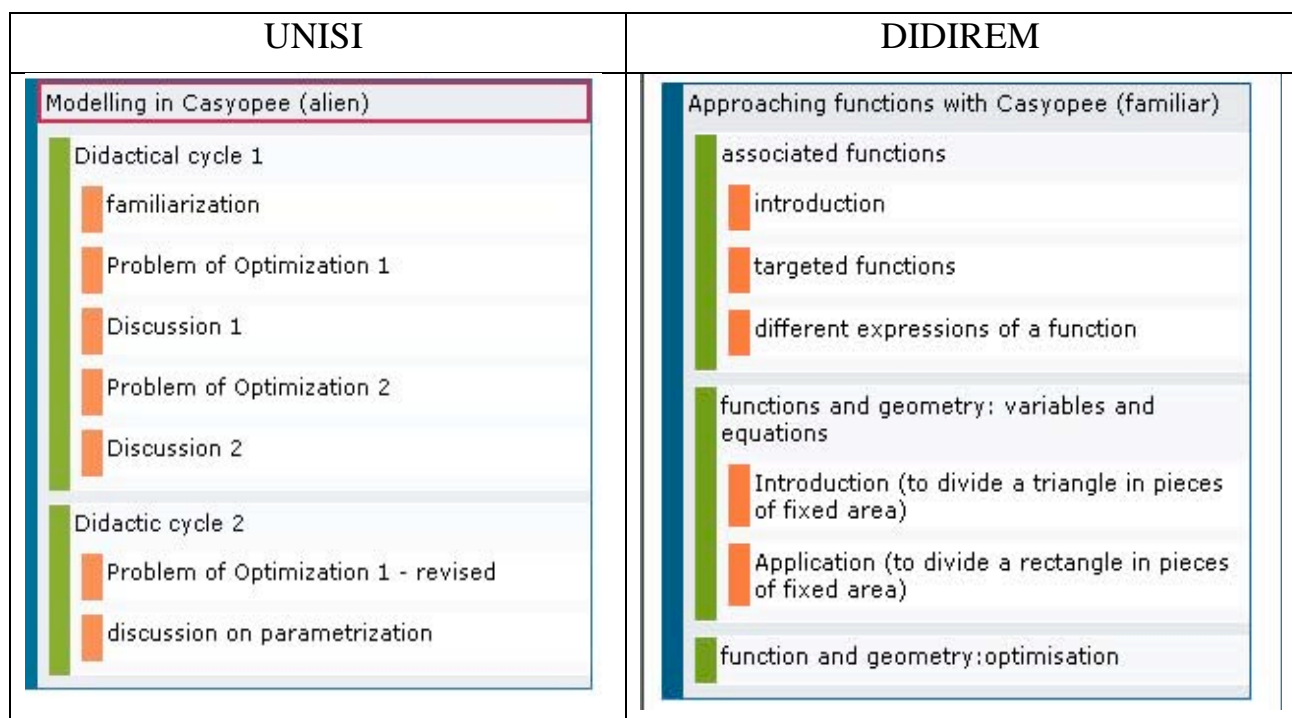 UNISI
Modelling in Casyopee (alien)
Didactical cycle 1
familiarization
Problem of Optimization 1
Discussion 1
Problem of Optimization 2
Discussion 2
Didactic cycle 2
Problem of Optimization 1 - revised
discussion on parametrization
DIDIREM
Approaching functions with Casyopee (familiar)
associated functions
introduction
targeted functions
different expressions of a function
functions and geometry: variables and
equations
Introduction (to divide a triangle in pieces
of fixed area)
Application (to divide a rectangle in pieces
of fixed area)
function and geometry:optimisation